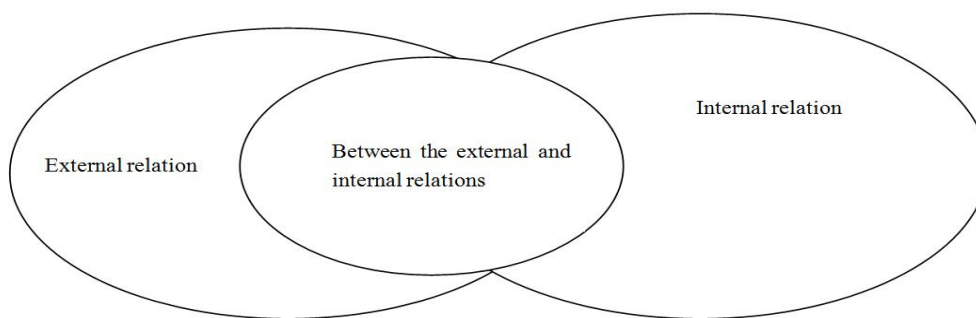 Internal relation
External relation
Between the external and
internal relations